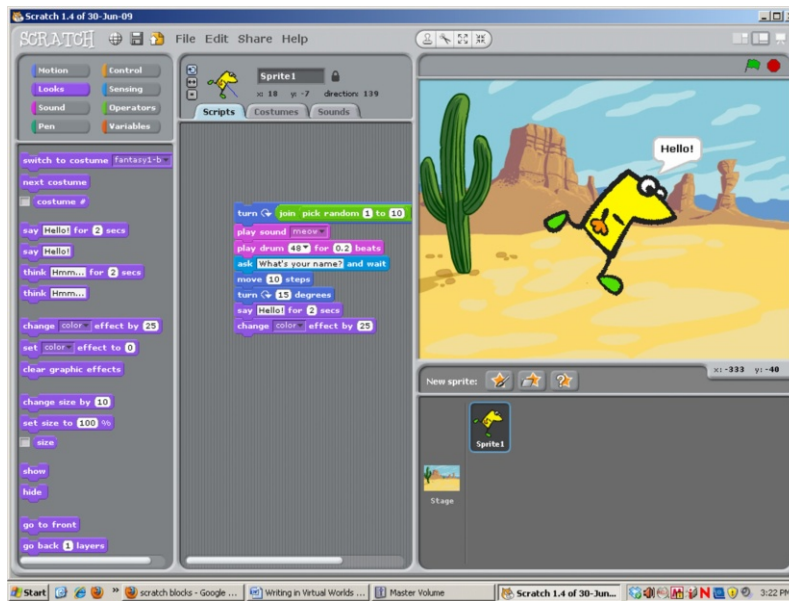 Scratch 1.4 of 30-Jun-09
SCRATCH File Edit Share Help
Motion Control
Looks Sensing
Sound Operators
Pen Variables
switch to costume fantasy1-b
next costume
costume #
say Hello! for 2 secs
say Hello!
think Hmm... for 2 secs
think Hmm...
change color effect by 25
set color effect to 0
clear graphic effects
change size by 10
set size to 100 %
size
show
hide
go to front
go back 1 layers
Sprite1
x: 18 y: -7 direction: 139
Scripts Costumes Sounds
turn join pick random 1 to 10
play sound meow
play drum 48 for 0.2 beats
ask What's your name? and wait
move 10 steps
turn 15 degrees
say Hello! for 2 secs
change color effect by 25
Hello!
x: -333 y: -40
New sprite:
Sprite1
Stage
Start scratch blocks - Google ... Writing in Virtual Worlds ... Master Volume Scratch 1.4 of 30-Jun... 3:22 PM